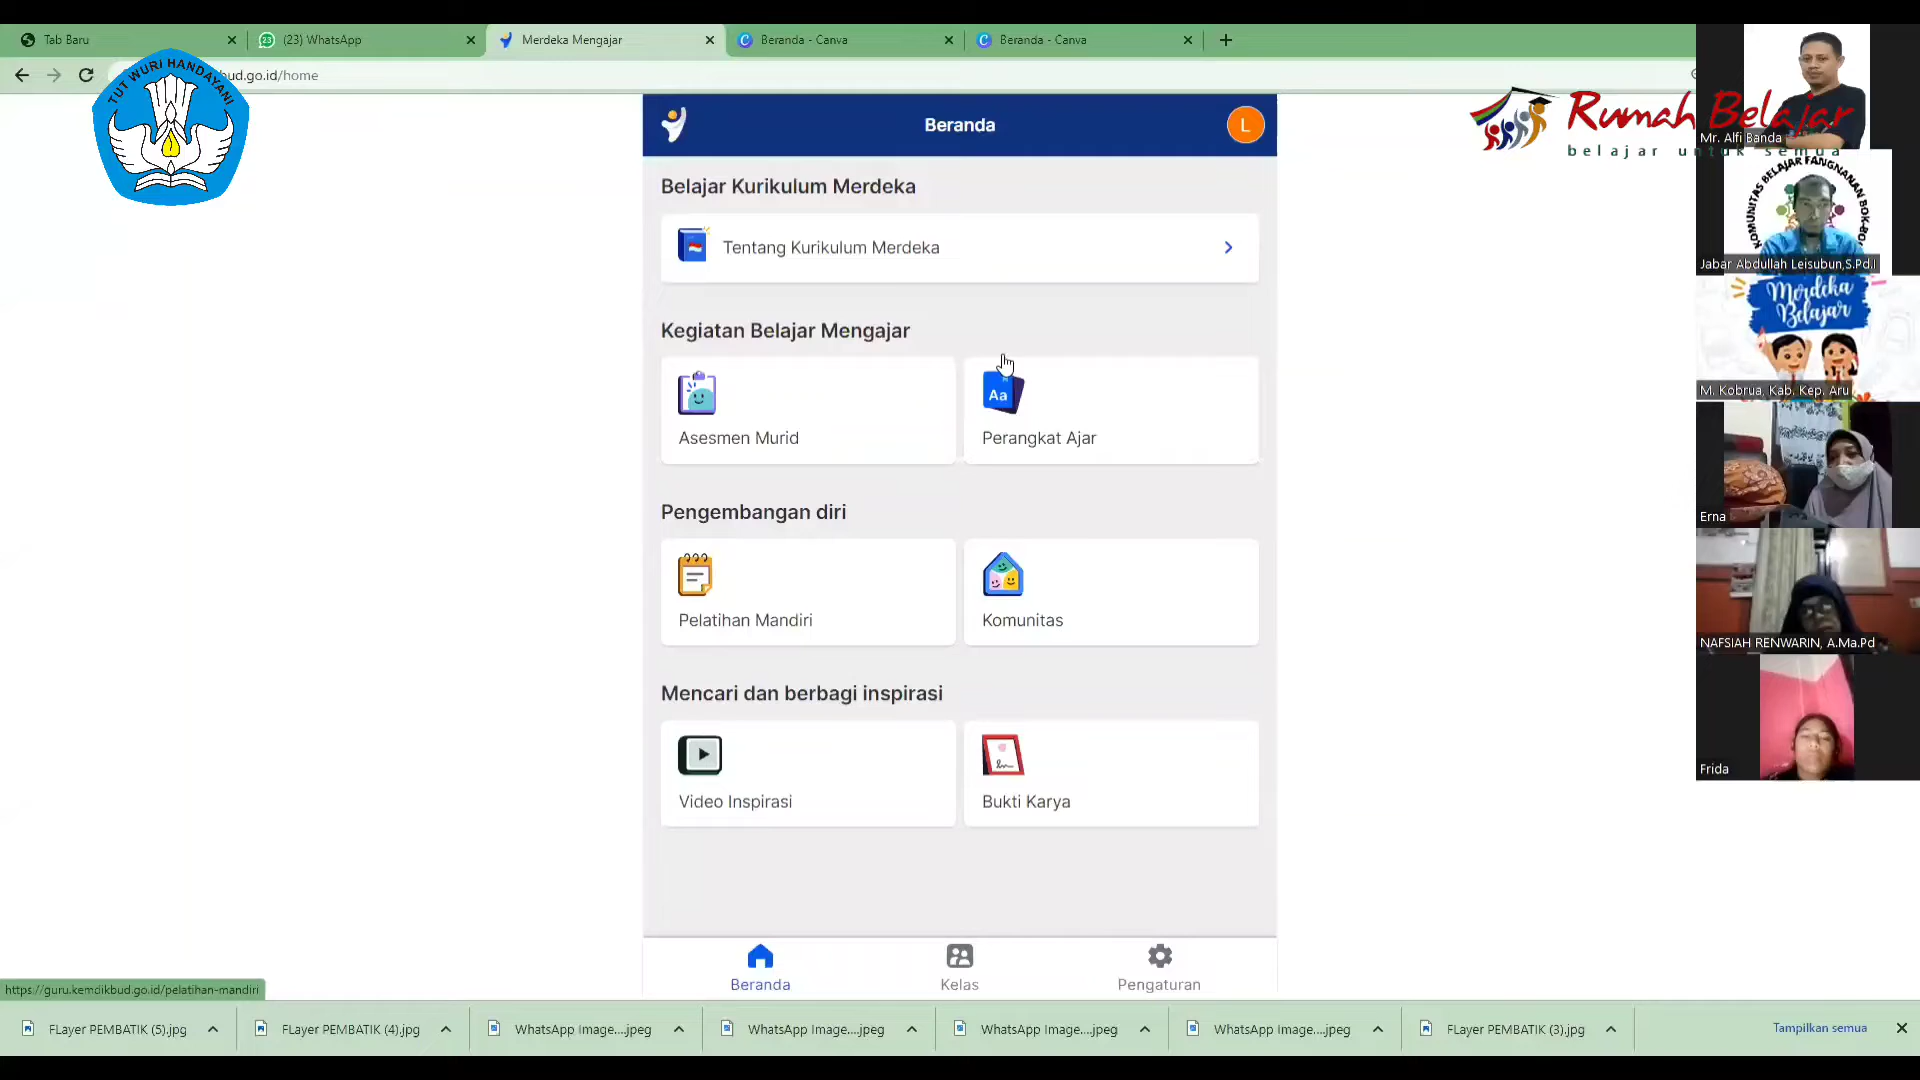 Tab Baru
(23) WhatsApp
Merdeka Mengajar
Beranda - Canva
Beranda - Canva
bud.go.id/home
TUT WURI HANDAYANI
Rumah Belajar
belajar untuk semua
Beranda
L
Belajar Kurikulum Merdeka
Tentang Kurikulum Merdeka
Kegiatan Belajar Mengajar
Asesmen Murid
Aa
Perangkat Ajar
Pengembangan diri
Pelatihan Mandiri
Komunitas
Mencari dan berbagi inspirasi
Video Inspirasi
Bukti Karya
Beranda
Kelas
Pengaturan
Mr. Alfi Banda
KOMUNITAS BELAJAR FANGNANAN
Jabar Abdullah Leisubun,S.Pd.I
Merdeka
Belajar
M. Kobrua, Kab. Kep. Aru
Erna
NAFSIAH RENWARIN, A.Ma.Pd
Frida
https://guru.kemdikbud.go.id/pelatihan-mandiri
FLayer PEMBATIK (5).jpg
FLayer PEMBATIK (4).jpg
WhatsApp Image....jpeg
WhatsApp Image....jpeg
WhatsApp Image....jpeg
WhatsApp Image....jpeg
FLayer PEMBATIK (3).jpg
Tampilkan semua